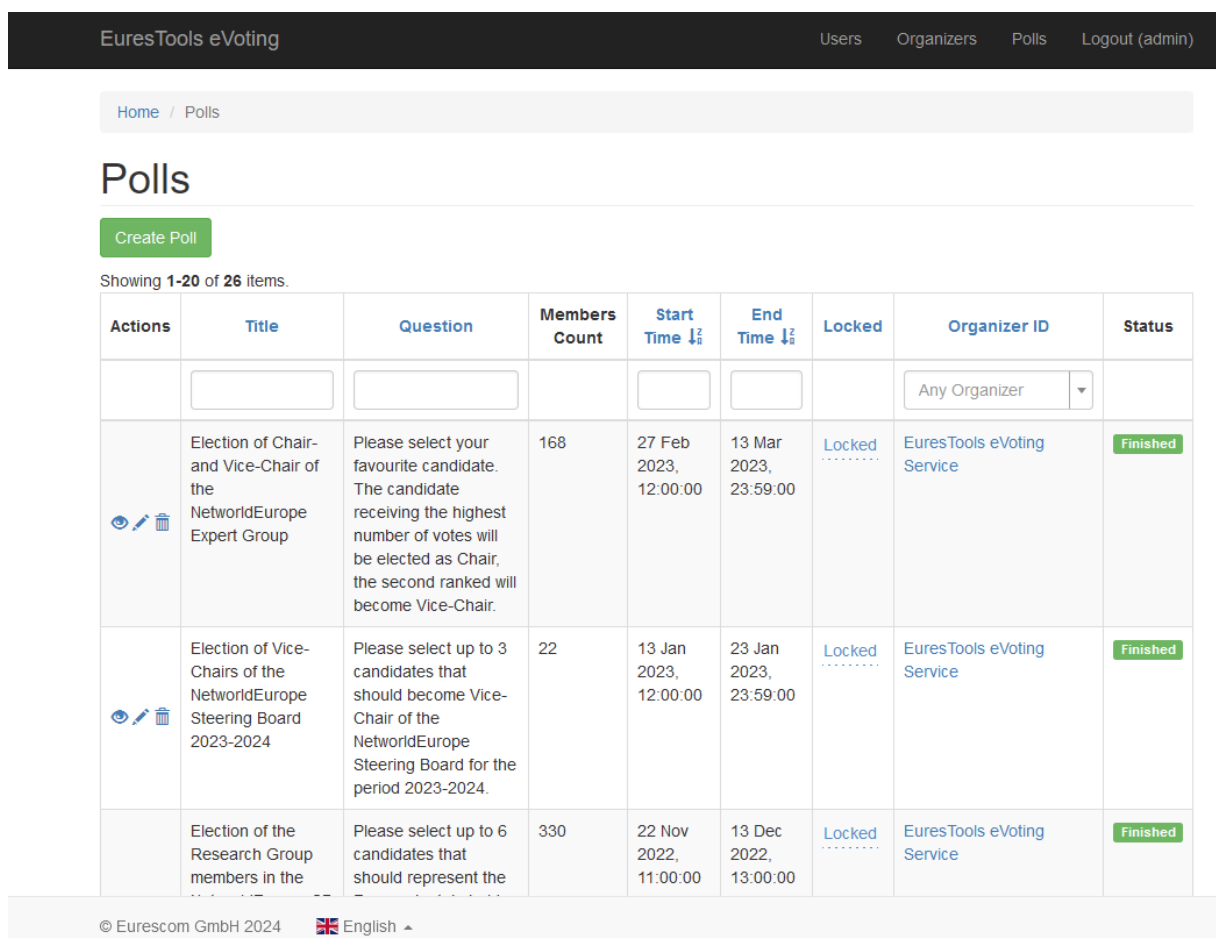 EuresTools eVoting Users Organizers Polls Logout (admin)
Home / Polls
Polls
Create Poll
Showing 1-20 of 26 items.
Actions Title Question Members Count Start Time End Time Locked Organizer ID Status
Any Organizer
Election of Chair- Please select your 168 27 Feb 13 Mar Locked EuresTools eVoting Finished
and Vice-Chair of favourite candidate. 2023, 2023, Service
the The candidate 12:00:00 23:59:00
NetworldEurope receiving the highest
Expert Group number of votes will
be elected as Chair,
the second ranked will
become Vice-Chair.
Election of Vice- Please select up to 3 22 13 Jan 23 Jan Locked EuresTools eVoting Finished
Chairs of the candidates that 2023, 2023, Service
NetworldEurope should become Vice- 12:00:00 23:59:00
Steering Board Chair of the
2023-2024 NetworldEurope
Steering Board for the
period 2023-2024.
Election of the Please select up to 6 330 22 Nov 13 Dec Locked EuresTools eVoting Finished
Research Group candidates that 2022, 2022, Service
members in the should represent the 11:00:00 13:00:00
© Eurescom GmbH 2024 English